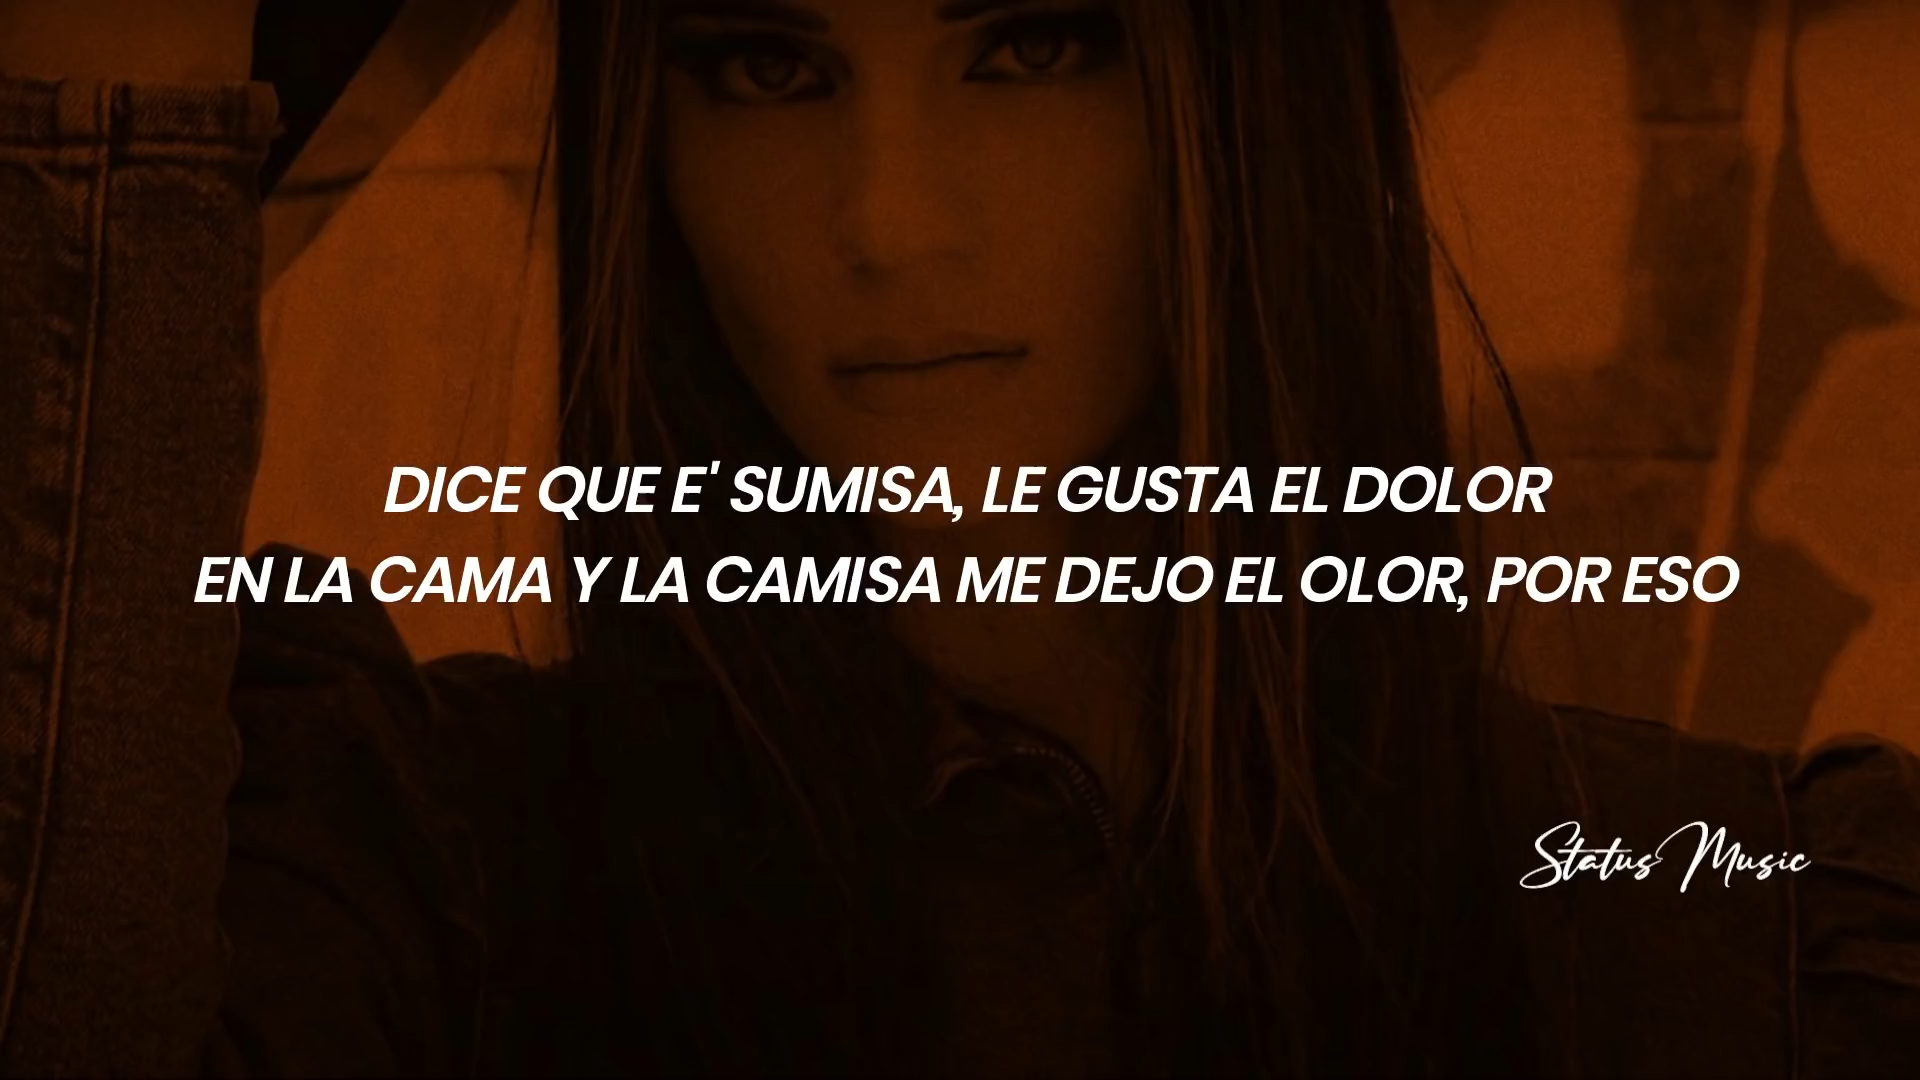 DICE QUE E' SUMISA, LE GUSTA EL DOLOR
EN LA CAMA Y LA CAMISA ME DEJO EL OLOR, POR ESO
Status Music